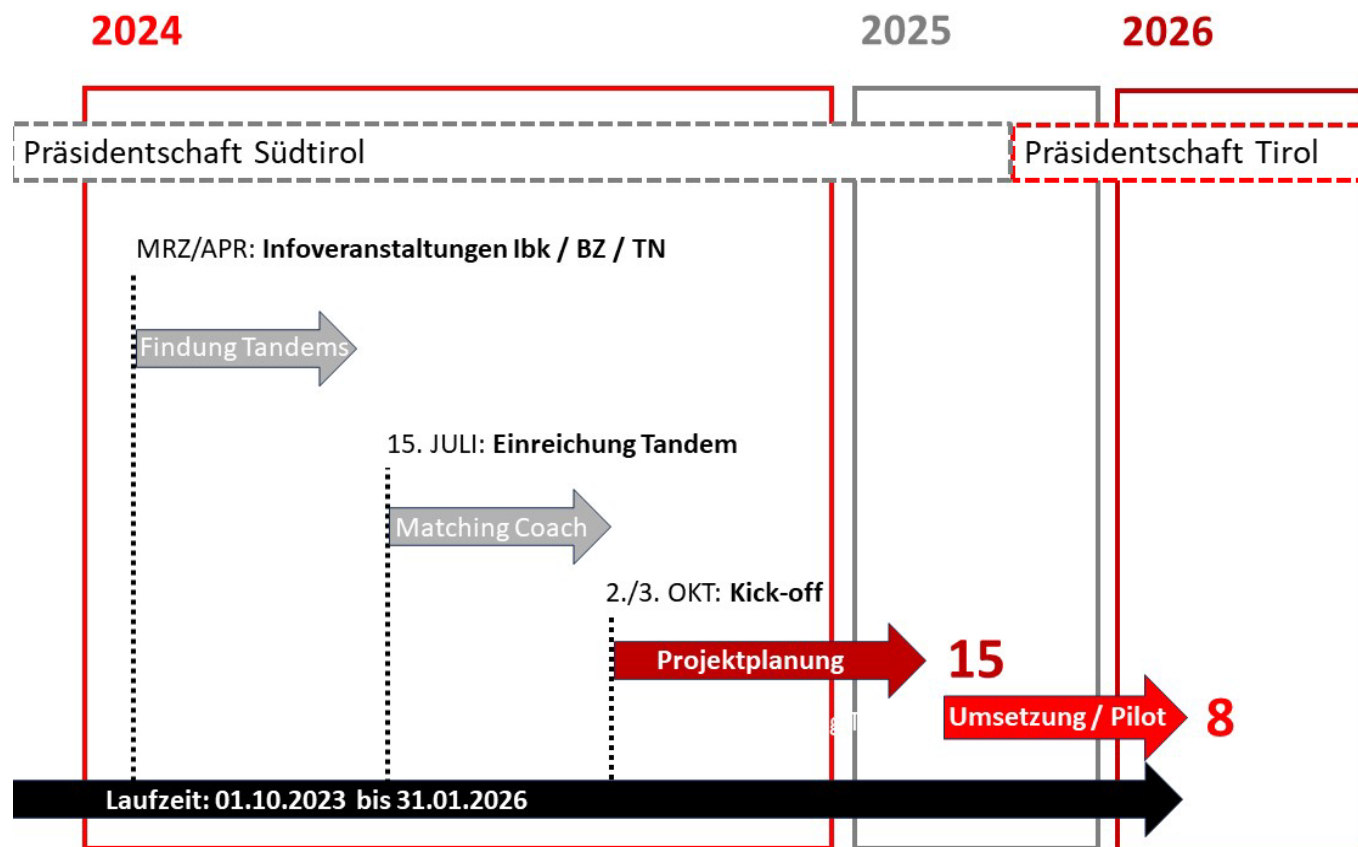 2024
2025
2026
Präsidentschaft Südtirol
Präsidentschaft Tirol
MRZ/APR: Infoveranstaltungen Ibk / BZ / TN
Findung Tandems
15. JULI: Einreichung Tandem
Matching Coach
2./3. OKT: Kick-off
Projektplanung
15
Umsetzung / Pilot
8
Laufzeit: 01.10.2023 bis 31.01.2026